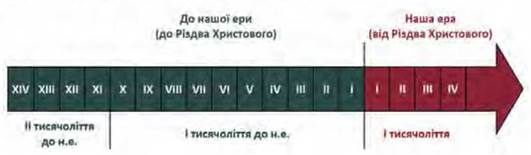 До нашої ери
(до Різдва Христового)
Наша ера
(від Різдва Христового)
XIV XIII XII XI X IX VIII VII VI V IV III II I I II III IV
II тисячоліття
до н.е.
I тисячоліття до н.е.
I тисячоліття